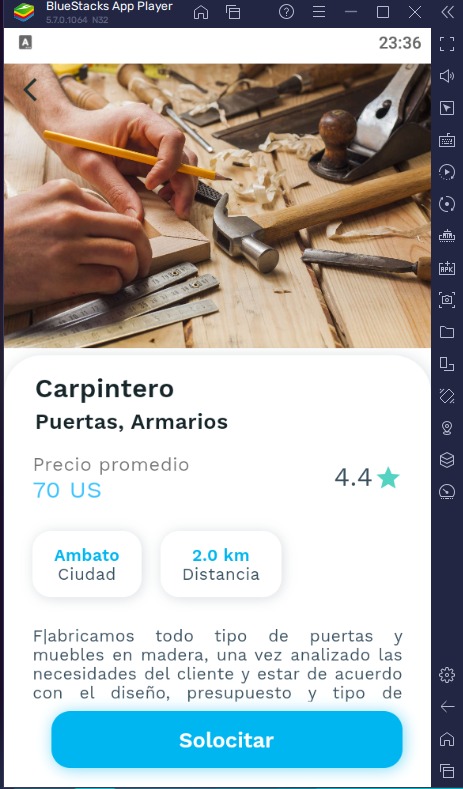 BlueStacks App Player
5.7.0.1064 N32
A
23:36
Carpintero
Puertas, Armarios
Precio promedio
70 US
4.4
Ambato
Ciudad
2.0 km
Distancia
F|abricamos todo tipo de puertas y
muebles en madera, una vez analizado las
necesidades del cliente y estar de acuerdo
con el diseño, presupuesto y tipo de
Solocitar